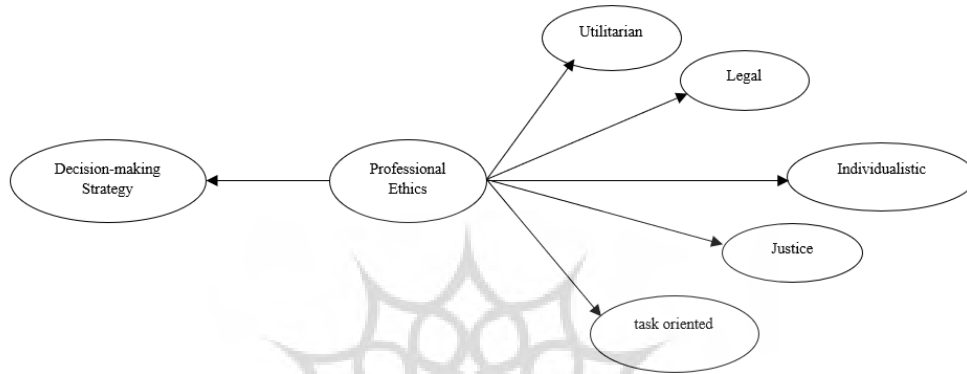 Utilitarian
Legal
Decision-making
Strategy
Professional
Ethics
Individualistic
Justice
task oriented